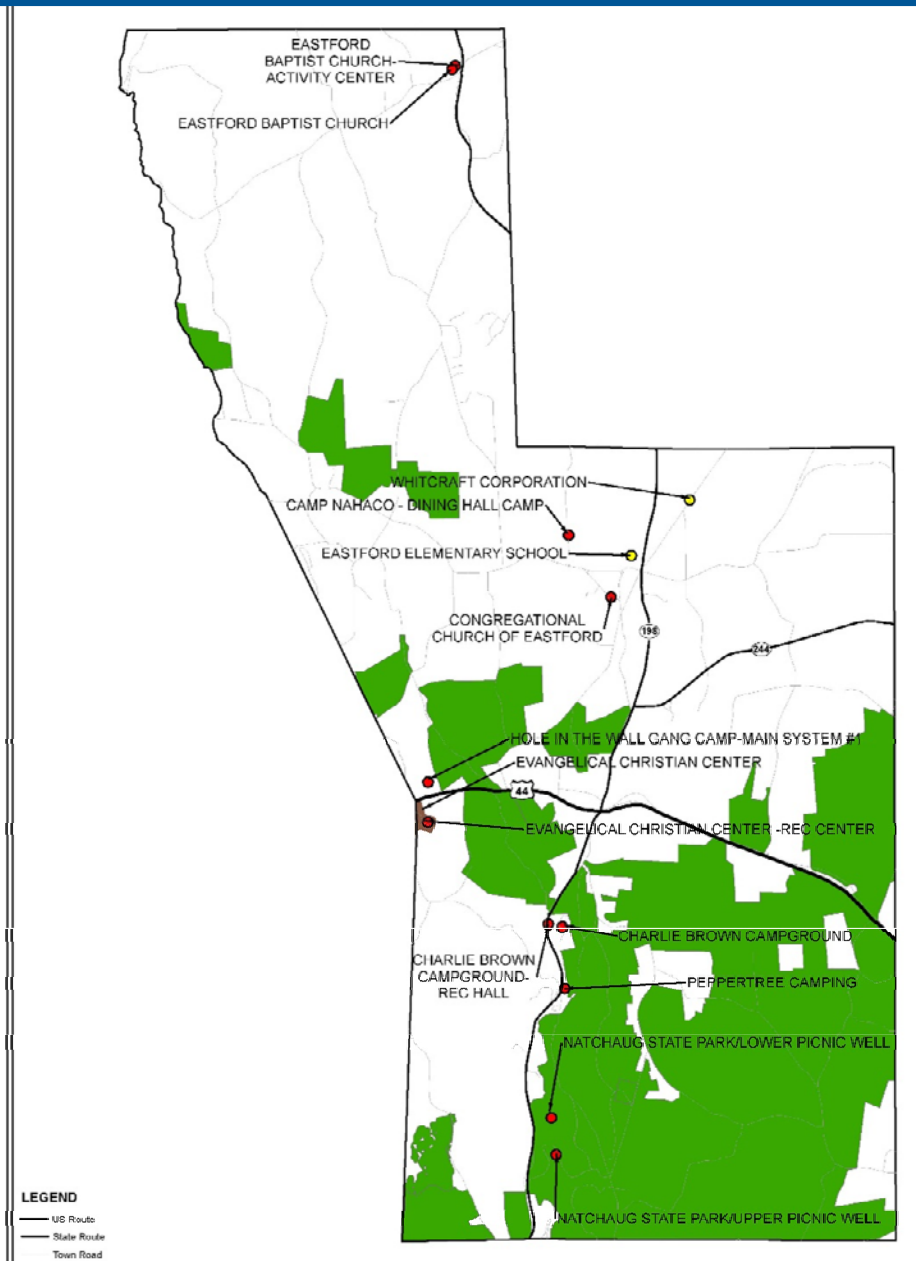 EASTFORD
BAPTIST CHURCH-
ACTIVITY CENTER
EASTFORD BAPTIST CHURCH
WHITCRAFT CORPORATION
CAMP NAHACO - DINING HALL CAMP
EASTFORD ELEMENTARY SCHOOL
CONGREGATIONAL
CHURCH OF EASTFORD
198
244
HOLE IN THE WALL GANG CAMP-MAIN SYSTEM #1
EVANGELICAL CHRISTIAN CENTER
44
EVANGELICAL CHRISTIAN CENTER -REC CENTER
CHARLIE BROWN CAMPGROUND
CHARLIE BROWN
CAMPGROUND-
REC HALL
PEPPERTREE CAMPING
NATCHAUG STATE PARK/LOWER PICNIC WELL
NATCHAUG STATE PARK/UPPER PICNIC WELL
LEGEND
US Route
State Route
Town Road